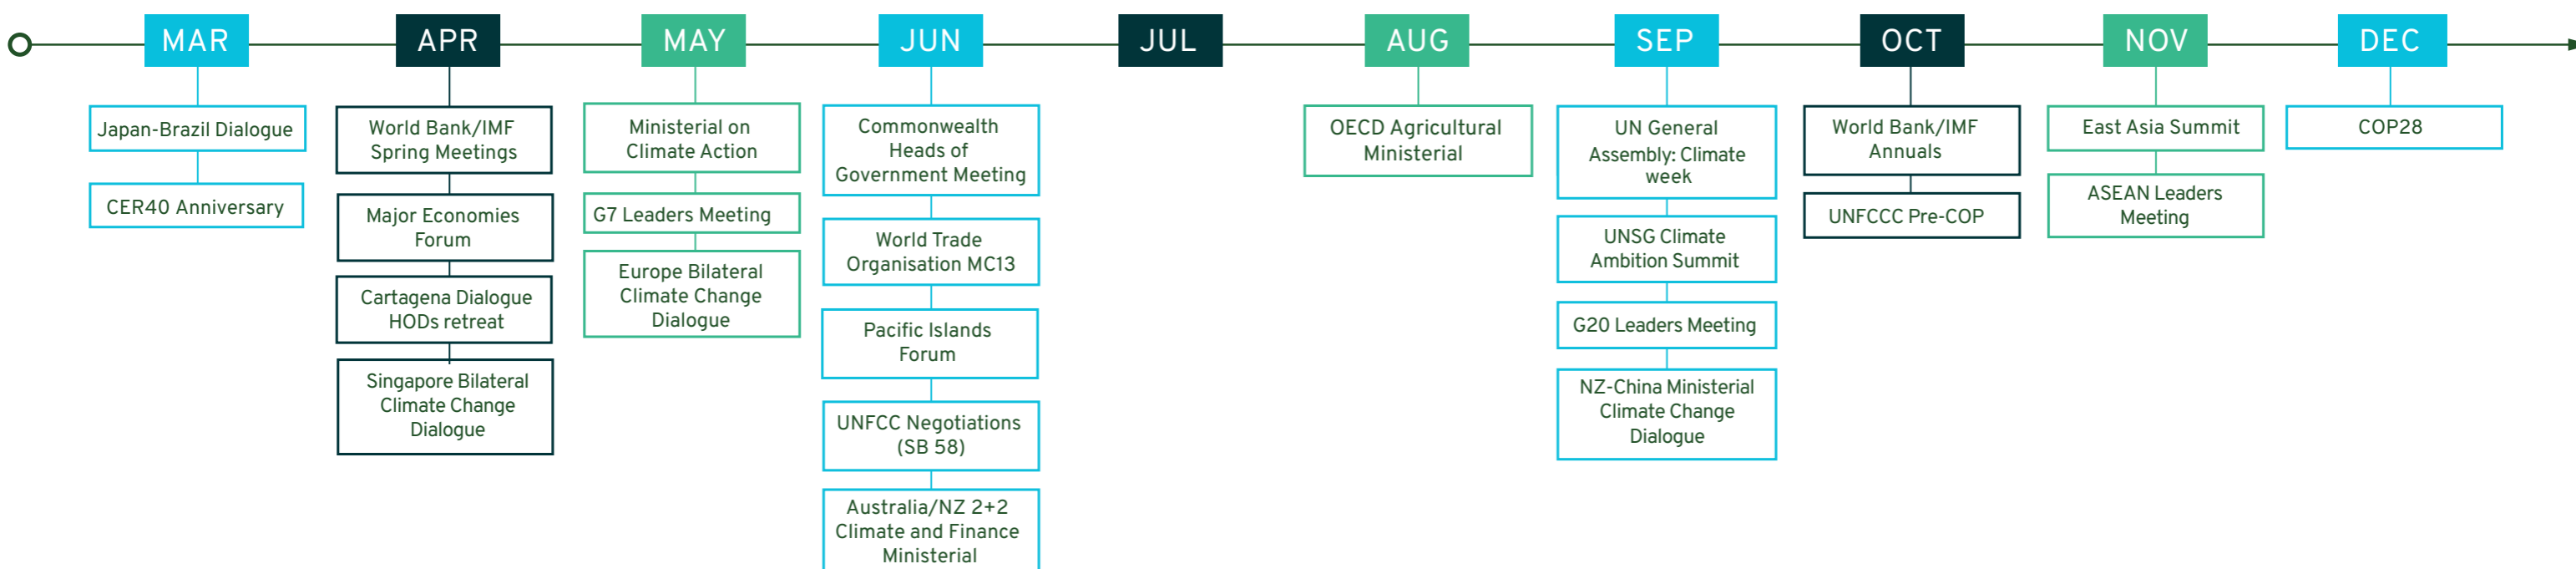 MAR
APR
MAY
JUN
JUL
AUG
SEP
OCT
NOV
DEC
Japan-Brazil Dialogue
CER40 Anniversary
World Bank/IMF
Spring Meetings
Major Economies
Forum
Cartagena Dialogue
HODs retreat
Singapore Bilateral
Climate Change
Dialogue
Ministerial on
Climate Action
G7 Leaders Meeting
Europe Bilateral
Climate Change
Dialogue
Commonwealth
Heads of
Government Meeting
World Trade
Organisation MC13
Pacific Islands
Forum
UNFCC Negotiations
(SB 58)
Australia/NZ 2+2
Climate and Finance
Ministerial
OECD Agricultural
Ministerial
UN General
Assembly: Climate
week
UNSG Climate
Ambition Summit
G20 Leaders Meeting
NZ-China Ministerial
Climate Change
Dialogue
World Bank/IMF
Annuals
UNFCCC Pre-COP
East Asia Summit
ASEAN Leaders
Meeting
COP28